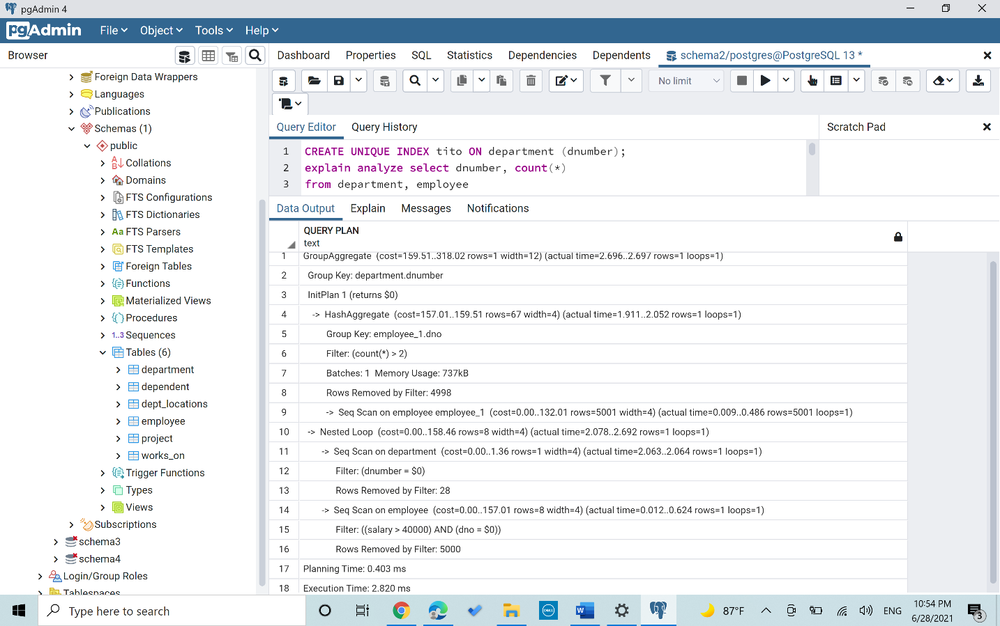 pgAdmin 4
pgAdmin
File
Object
Tools
Help
Browser
Dashboard
Properties
SQL
Statistics
Dependencies
Dependents
schema2/postgres@PostgreSQL 13 *
No limit
Foreign Data Wrappers
Languages
Publications
Schemas (1)
public
Collations
Domains
FTS Configurations
FTS Dictionaries
Aa FTS Parsers
FTS Templates
Foreign Tables
Functions
Materialized Views
Procedures
1..3 Sequences
Tables (6)
department
dependent
dept_locations
employee
project
works_on
Trigger Functions
Types
Views
Subscriptions
schema3
schema4
Login/Group Roles
Tablespaces
Query Editor
Query History
Scratch Pad
1 CREATE UNIQUE INDEX tito ON department (dnumber);
2 explain analyze select dnumber, count(*)
3 from department, employee
Data Output
Explain
Messages
Notifications
QUERY PLAN
text
1 GroupAggregate (cost=159.51..318.02 rows=1 width=12) (actual time=2.696..2.697 rows=1 loops=1)
2 Group Key: department.dnumber
3 InitPlan 1 (returns $0)
4 -> HashAggregate (cost=157.01..159.51 rows=67 width=4) (actual time=1.911..2.052 rows=1 loops=1)
5 Group Key: employee_1.dno
6 Filter: (count(*) > 2)
7 Batches: 1 Memory Usage: 737kB
8 Rows Removed by Filter: 4998
9 -> Seq Scan on employee employee_1 (cost=0.00..132.01 rows=5001 width=4) (actual time=0.009..0.486 rows=5001 loops=1)
10 -> Nested Loop (cost=0.00..158.46 rows=8 width=4) (actual time=2.078..2.692 rows=1 loops=1)
11 -> Seq Scan on department (cost=0.00..1.36 rows=1 width=4) (actual time=2.063..2.064 rows=1 loops=1)
12 Filter: (dnumber = $0)
13 Rows Removed by Filter: 28
14 -> Seq Scan on employee (cost=0.00..157.01 rows=8 width=4) (actual time=0.012..0.624 rows=1 loops=1)
15 Filter: ((salary > 40000) AND (dno = $0))
16 Rows Removed by Filter: 5000
17 Planning Time: 0.403 ms
18 Execution Time: 2.820 ms
Type here to search
DELL
W
87°F
ENG
10:54 PM
6/28/2021
3